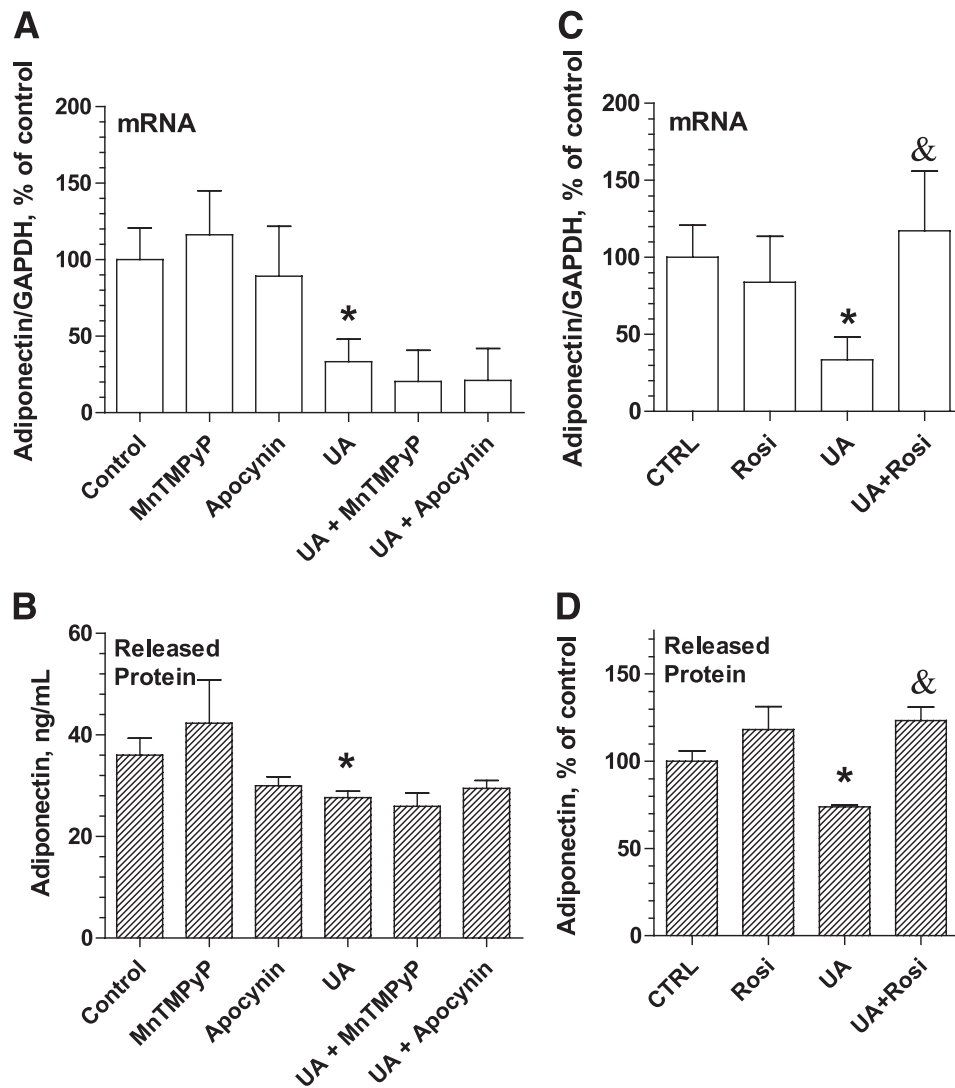 A
Adiponectin/GAPDH, % of control
mRNA
200
150
100
50
0
*
Control
MnTMPyP
Apocynin
UA
UA + MnTMPyP
UA + Apocynin
C
Adiponectin/GAPDH, % of control
mRNA
200
150
100
50
0
*
&
CTRL
Rosi
UA
UA+Rosi
B
Adiponectin, ng/mL
Released
Protein
60
40
20
0
*
Control
MnTMPyP
Apocynin
UA
UA + MnTMPyP
UA + Apocynin
D
Adiponectin, % of control
Released
Protein
150
100
50
0
*
&
CTRL
Rosi
UA
UA+Rosi